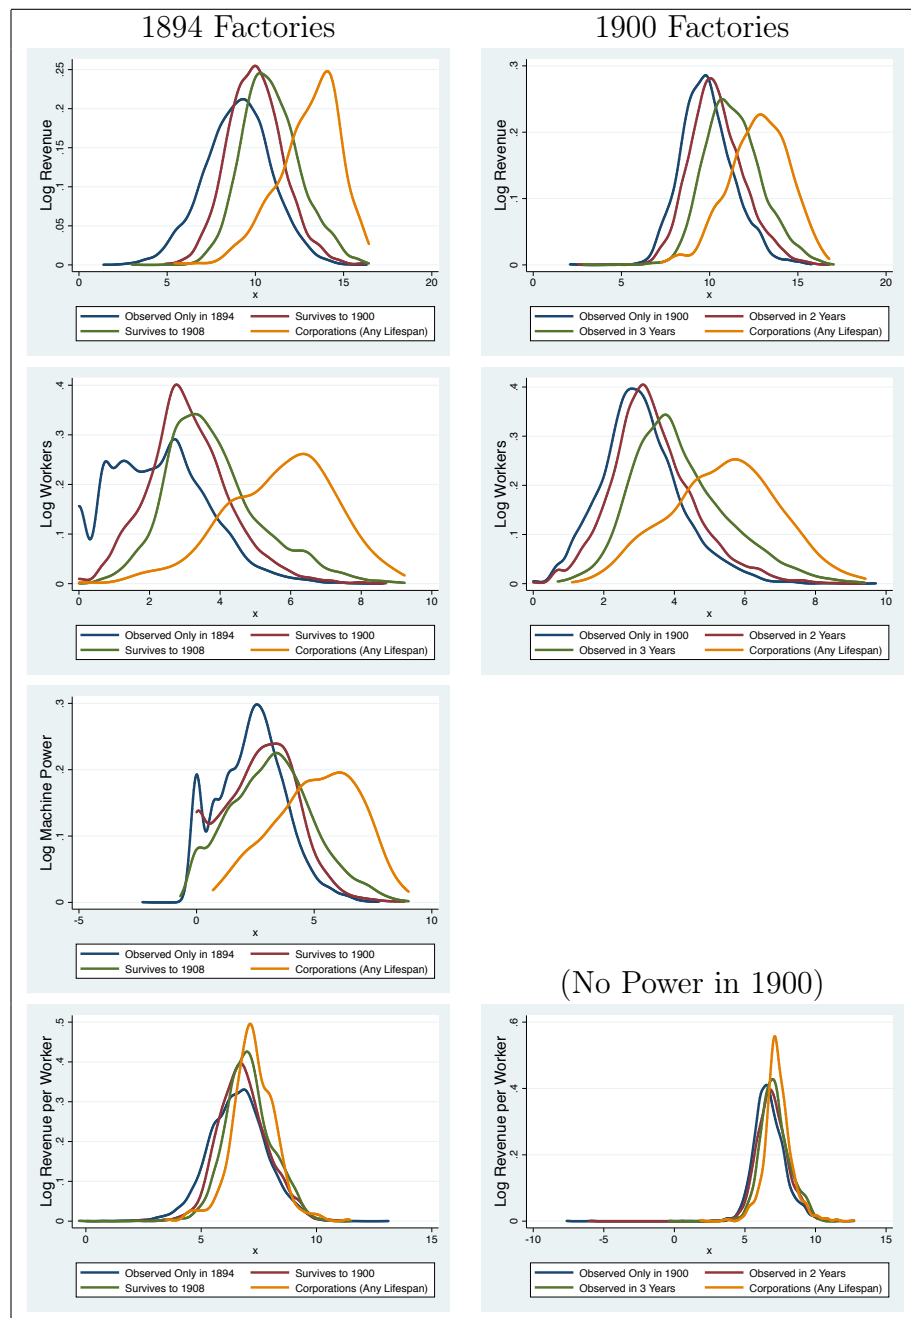 1894 Factories
1900 Factories
Log Revenue
0 .05 .1 .15 .2 .25
0 5 10 15 20
x
Observed Only in 1894 Survives to 1900
Survives to 1908 Corporations (Any Lifespan)
Log Revenue
0 .1 .2 .3
0 5 10 15 20
x
Observed Only in 1900 Observed in 2 Years
Observed in 3 Years Corporations (Any Lifespan)
Log Workers
0 .1 .2 .3 .4
0 2 4 6 8 10
x
Observed Only in 1894 Survives to 1900
Survives to 1908 Corporations (Any Lifespan)
Log Workers
0 .1 .2 .3 .4
0 2 4 6 8 10
x
Observed Only in 1900 Observed in 2 Years
Observed in 3 Years Corporations (Any Lifespan)
Log Machine Power
0 .1 .2 .3
-5 0 5 10
x
Observed Only in 1894 Survives to 1900
Survives to 1908 Corporations (Any Lifespan)
(No Power in 1900)
Log Revenue per Worker
0 .1 .2 .3 .4 .5
0 5 10 15
x
Observed Only in 1894 Survives to 1900
Survives to 1908 Corporations (Any Lifespan)
Log Revenue per Worker
0 .2 .4 .6
-10 -5 0 5 10 15
x
Observed Only in 1900 Observed in 2 Years
Observed in 3 Years Corporations (Any Lifespan)